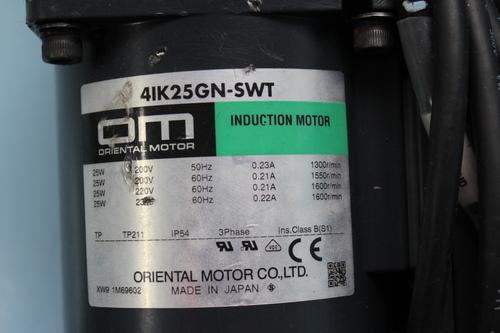 4IK25GN-SWT
OM
ORIENTAL MOTOR
INDUCTION MOTOR
25W 200V 50Hz 0.23A 1300r/min
25W 200V 60Hz 0.21A 1550r/min
25W 220V 60Hz 0.21A 1600r/min
25W 60Hz 0.22A 1600r/min
TP TP211 IP54 3Phase Ins.Class B(S1)
CE
ORIENTAL MOTOR CO.,LTD.
XW9 1M69602 MADE IN JAPAN